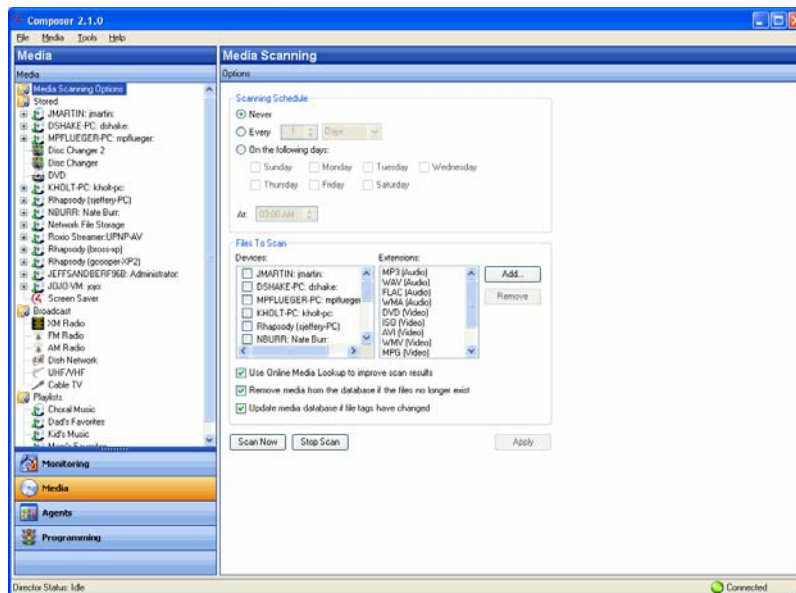 Composer 2.1.0
File Media Tools Help
Media
Media
Media Scanning Options
Stored
JMARTIN: jmartin:
DSHAKE-PC: dshake:
MPFLUEGER-PC: mpflueger:
Disc Changer 2
Disc Changer
DVD
KHOLT-PC: kholt-pc:
Rhapsody (sjeffery-PC)
NBURR: Nate Burr:
Network File Storage
Roxio Streamer:UPNP-AV
Rhapsody (bross-xp)
Rhapsody (gcooper-XP2)
JEFFSANDBERF96B: Administrator:
JOJO-VM: jojo:
Screen Saver
Broadcast
XM Radio
FM Radio
AM Radio
Dish Network
UHF/VHF
Cable TV
Playlists
Choral Music
Dad's Favorites
Kid's Music
Mom's Favorites
Monitoring
Media
Agents
Programming
Media Scanning
Options
Scanning Schedule
Never
Every 1 Days
On the following days:
Sunday Monday Tuesday Wednesday
Thursday Friday Saturday
At: 03:00 AM
Files To Scan
Devices: Extensions:
JMARTIN: jmartin:
DSHAKE-PC: dshake:
MPFLUEGER-PC: mpflueger
KHOLT-PC: kholt-pc:
Rhapsody (sjeffery-PC)
NBURR: Nate Burr:
MP3 (Audio)
WAV (Audio)
FLAC (Audio)
WMA (Audio)
DVD (Video)
ISO (Video)
AVI (Video)
WMV (Video)
MPG (Video)
Add...
Remove
Use Online Media Lookup to improve scan results
Remove media from the database if the files no longer exist
Update media database if file tags have changed
Scan Now Stop Scan Apply
Director Status: Idle Connected